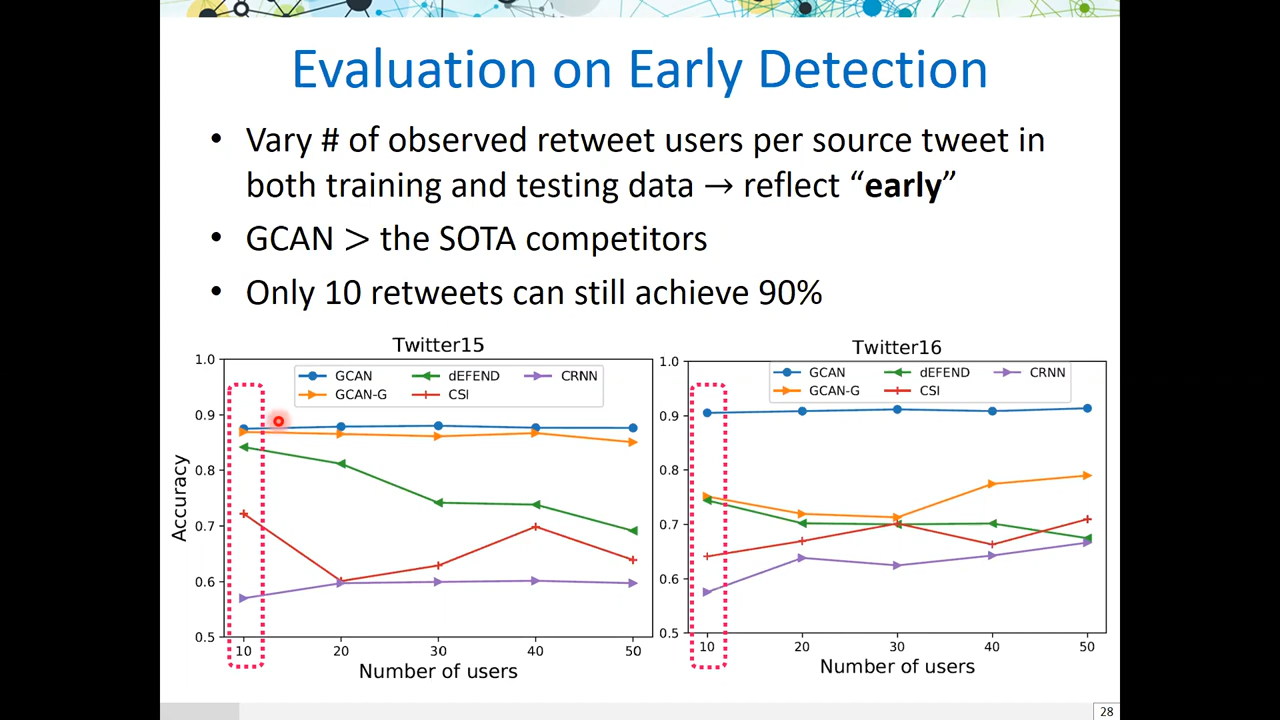 Evaluation on Early Detection
• Vary # of observed retweet users per source tweet in
both training and testing data → reflect “early”
• GCAN > the SOTA competitors
• Only 10 retweets can still achieve 90%
Twitter15
GCAN
GCAN-G
dEFEND
CSI
CRNN
Accuracy
1.0
0.9
0.8
0.7
0.6
0.5
10 20 30 40 50
Number of users
Twitter16
GCAN
GCAN-G
dEFEND
CSI
CRNN
1.0
0.9
0.8
0.7
0.6
0.5
10 20 30 40 50
Number of users
28